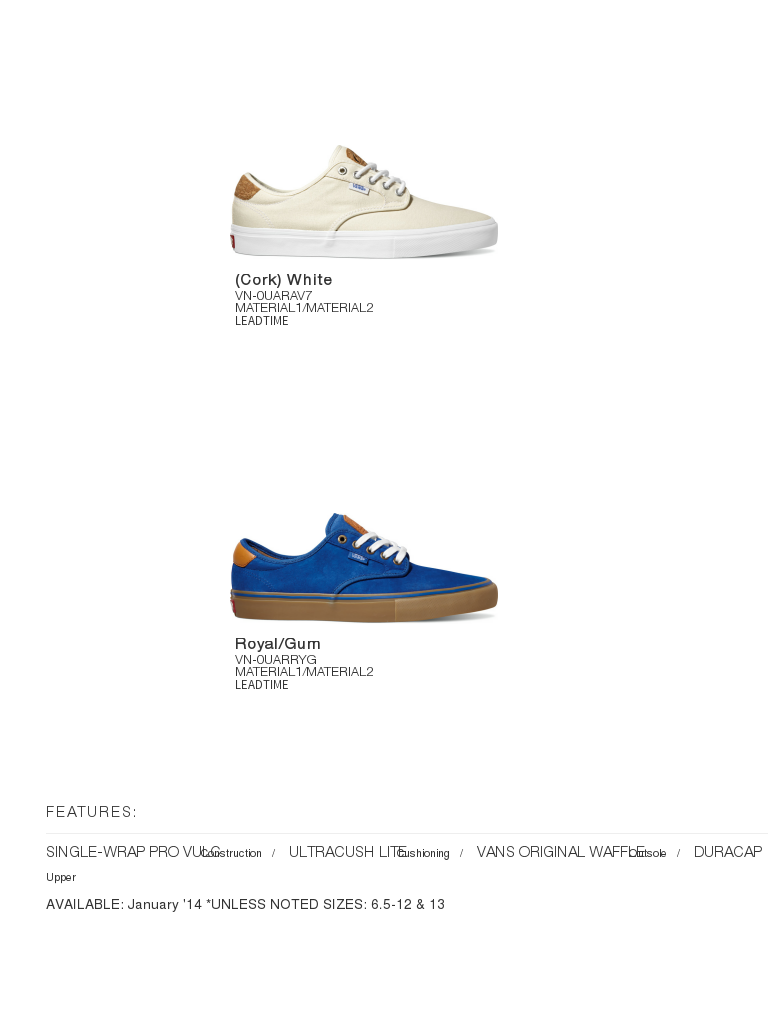 (Cork) White
VN-0UARAV7
MATERIAL1/MATERIAL2
LEADTIME
Royal/Gum
VN-0UARRYG
MATERIAL1/MATERIAL2
LEADTIME
FEATURES:
SINGLE-WRAP PRO VULC Construction / ULTRACUSH LITE Cushioning / VANS ORIGINAL WAFFLE Outsole / DURACAP
Upper
AVAILABLE: January '14 *UNLESS NOTED SIZES: 6.5-12 & 13